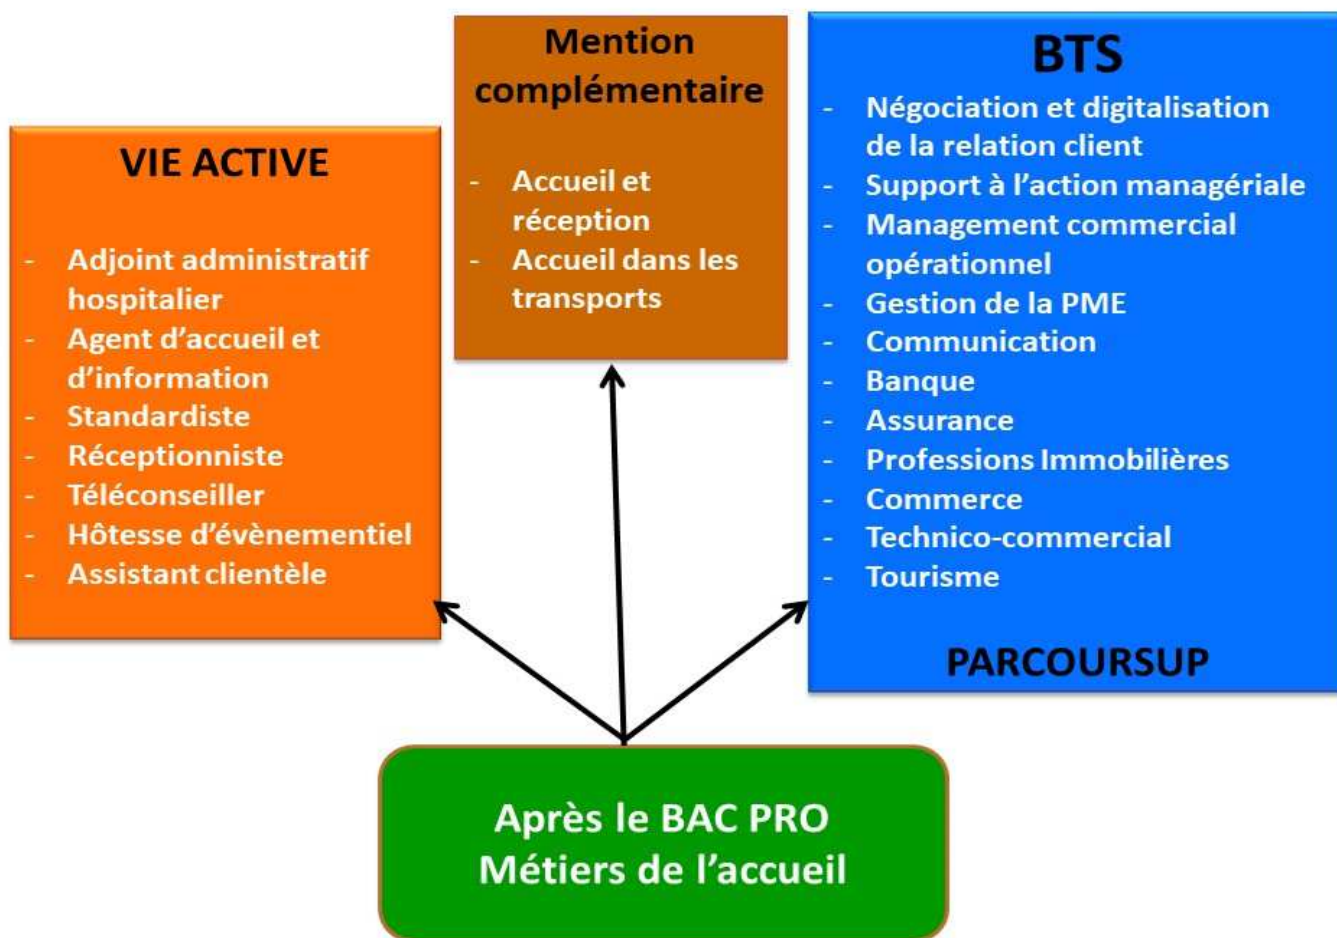 VIE ACTIVE
- Adjoint administratif
hospitalier
- Agent d'accueil et
d'information
- Standardiste
- Réceptionniste
- Téléconseiller
- Hôtesse d'évènementiel
- Assistant clientèle
Mention
complémentaire
- Accueil et
réception
- Accueil dans les
transports
BTS
- Négociation et digitalisation
de la relation client
- Support à l'action managériale
- Management commercial
opérationnel
- Gestion de la PME
- Communication
- Banque
- Assurance
- Professions Immobilières
- Commerce
- Technico-commercial
- Tourisme
PARCOURSUP
Après le BAC PRO
Métiers de l'accueil